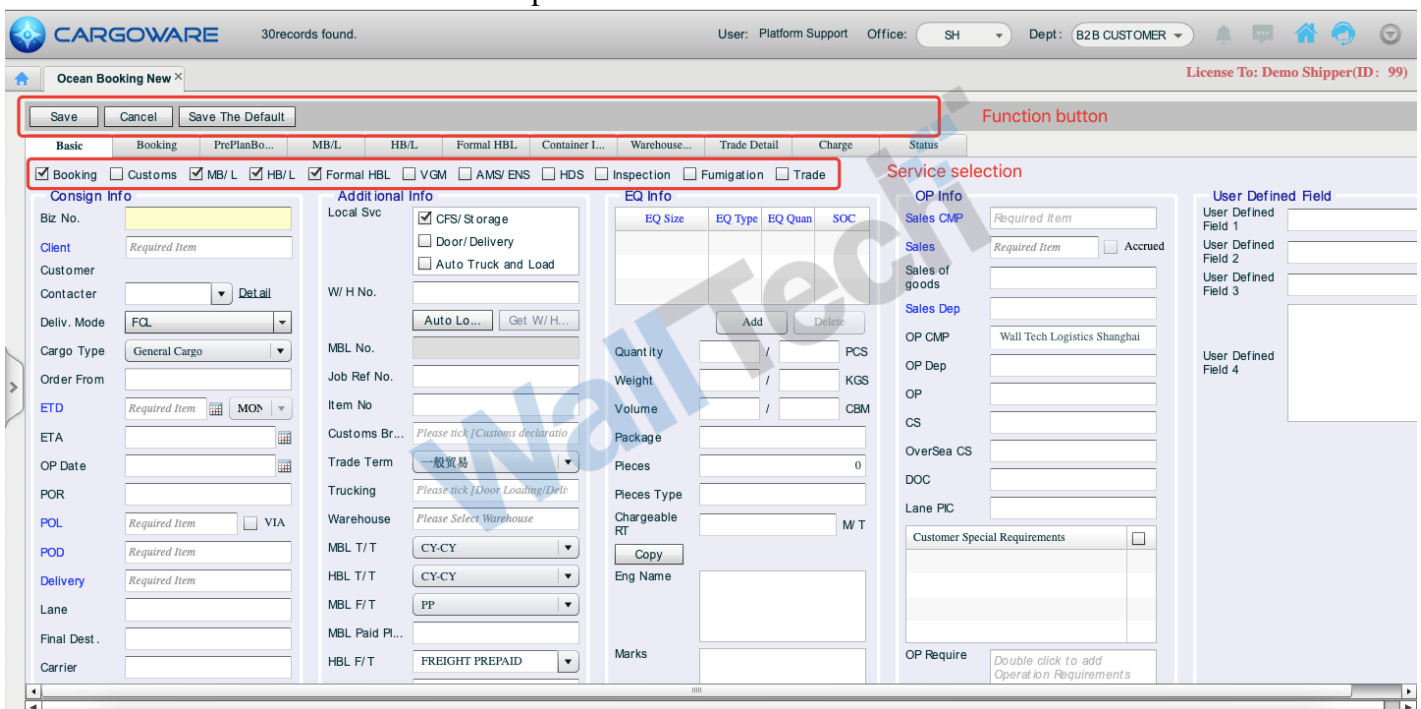 CARGOWARE
30records found.
User: Platform Support Office: SH Dept: B2B CUSTOMER
Ocean Booking New ×
License To: Demo Shipper(ID: 99)
Save Cancel Save The Default
Function button
Basic Booking PrePlanBo... MB/L HB/L Formal HBL Container I... Warehouse... Trade Detail Charge Status
Booking Customs MB/L HB/L Formal HBL VGM AMS/ENS HDS Inspection Fumigation Trade
Service selection
Consign Info
Biz No.
Client Required Item
Customer
Contacter Detail
Deliv. Mode FCL
Cargo Type General Cargo
Order From
ETD Required Item MON
ETA
OP Date
POR
POL Required Item VIA
POD Required Item
Delivery Required Item
Lane
Final Dest.
Carrier
Additional Info
Local Svc CFS/Storage
Door/Delivery
Auto Truck and Load
W/H No.
Auto Lo... Get W/H...
MBL No.
Job Ref No.
Item No
Customs Br... Please tick [Customs declaratio
Trade Term 一般贸易
Trucking Please tick [Door Loading/Deli
Warehouse Please Select Warehouse
MBL T/T CY-CY
HBL T/T CY-CY
MBL F/T PP
MBL Paid Pl...
HBL F/T FREIGHT PREPAID
EQ Info
EQ Size EQ Type EQ Quan SOC
Add Delete
Quantity / PCS
Weight / KGS
Volume / CBM
Package
Pieces 0
Pieces Type
Chargeable
RT M/T
Copy
Eng Name
Marks
OP Info
Sales CMP Required Item
Sales Required Item Accrued
Sales of
goods
Sales Dep
OP CMP Wall Tech Logistics Shanghai
OP Dep
OP
CS
OverSea CS
DOC
Lane PIC
Customer Special Requirements
OP Require Double click to add
Operation Requirements
User Defined Field
User Defined
Field 1
User Defined
Field 2
User Defined
Field 3
User Defined
Field 4
WallTech